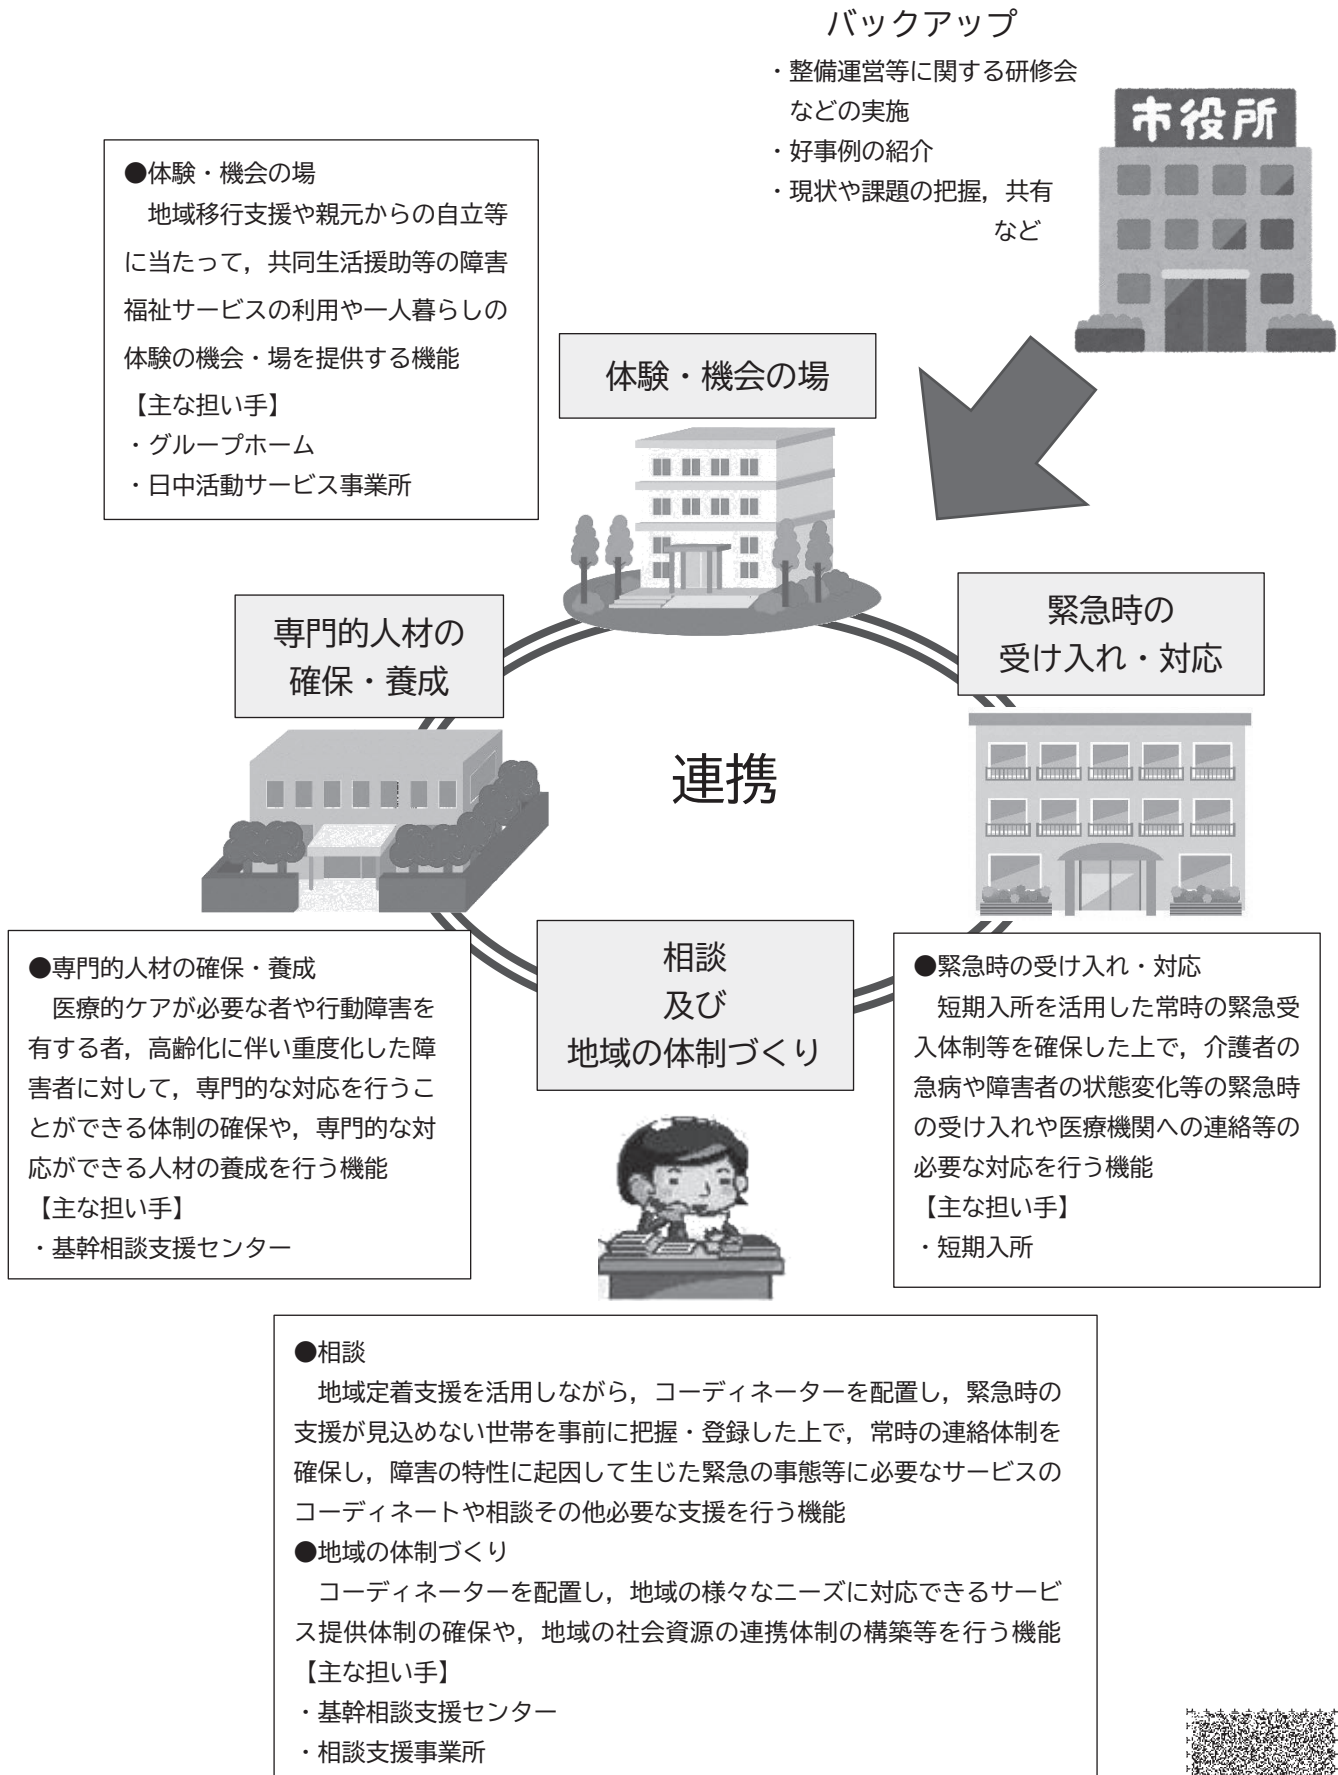 バックアップ
・整備運営等に関する研修会
などの実施
・好事例の紹介
・現状や課題の把握，共有
など
市役所
●体験・機会の場
地域移行支援や親元からの自立等
に当たって，共同生活援助等の障害
福祉サービスの利用や一人暮らしの
体験の機会・場を提供する機能
【主な担い手】
・グループホーム
・日中活動サービス事業所
体験・機会の場
専門的人材の
確保・養成
緊急時の
受け入れ・対応
連携
相談
及び
地域の体制づくり
●専門的人材の確保・養成
医療的ケアが必要な者や行動障害を
有する者，高齢化に伴い重度化した障
害者に対して，専門的な対応を行うこ
とができる体制の確保や，専門的な対
応ができる人材の養成を行う機能
【主な担い手】
・基幹相談支援センター
●緊急時の受け入れ・対応
短期入所を活用した常時の緊急受
入体制等を確保した上で，介護者の
急病や障害者の状態変化等の緊急時
の受け入れや医療機関への連絡等の
必要な対応を行う機能
【主な担い手】
・短期入所
●相談
地域定着支援を活用しながら，コーディネーターを配置し，緊急時の
支援が見込めない世帯を事前に把握・登録した上で，常時の連絡体制を
確保し，障害の特性に起因して生じた緊急の事態等に必要なサービスの
コーディネートや相談その他必要な支援を行う機能
●地域の体制づくり
コーディネーターを配置し，地域の様々なニーズに対応できるサービ
ス提供体制の確保や，地域の社会資源の連携体制の構築等を行う機能
【主な担い手】
・基幹相談支援センター
・相談支援事業所